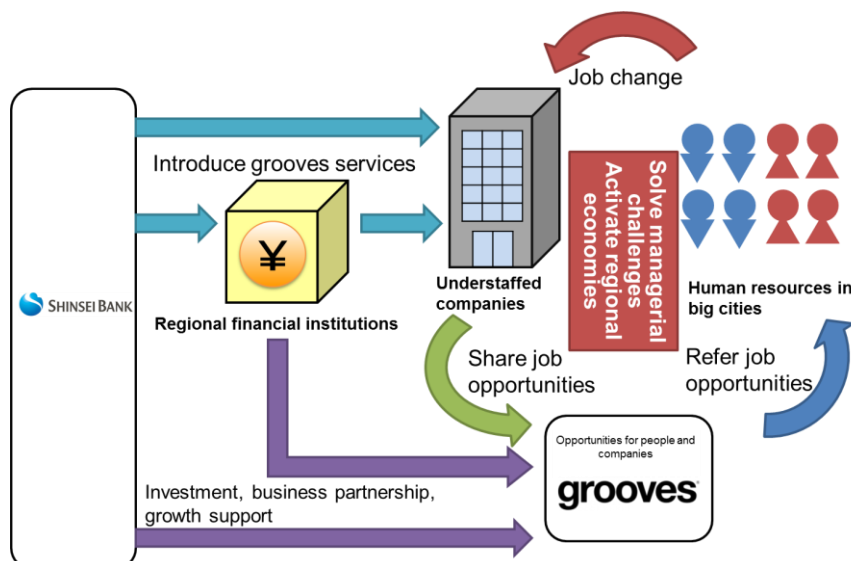 Job change
Introduce grooves services
¥
Solve managerial
challenges
Activate regional
economies
SHINSEI BANK
Understaffed
companies
Human resources in
big cities
Regional financial institutions
Share job
opportunities
Refer job
opportunities
Opportunities for people and
companies
grooves
Investment, business partnership,
growth support